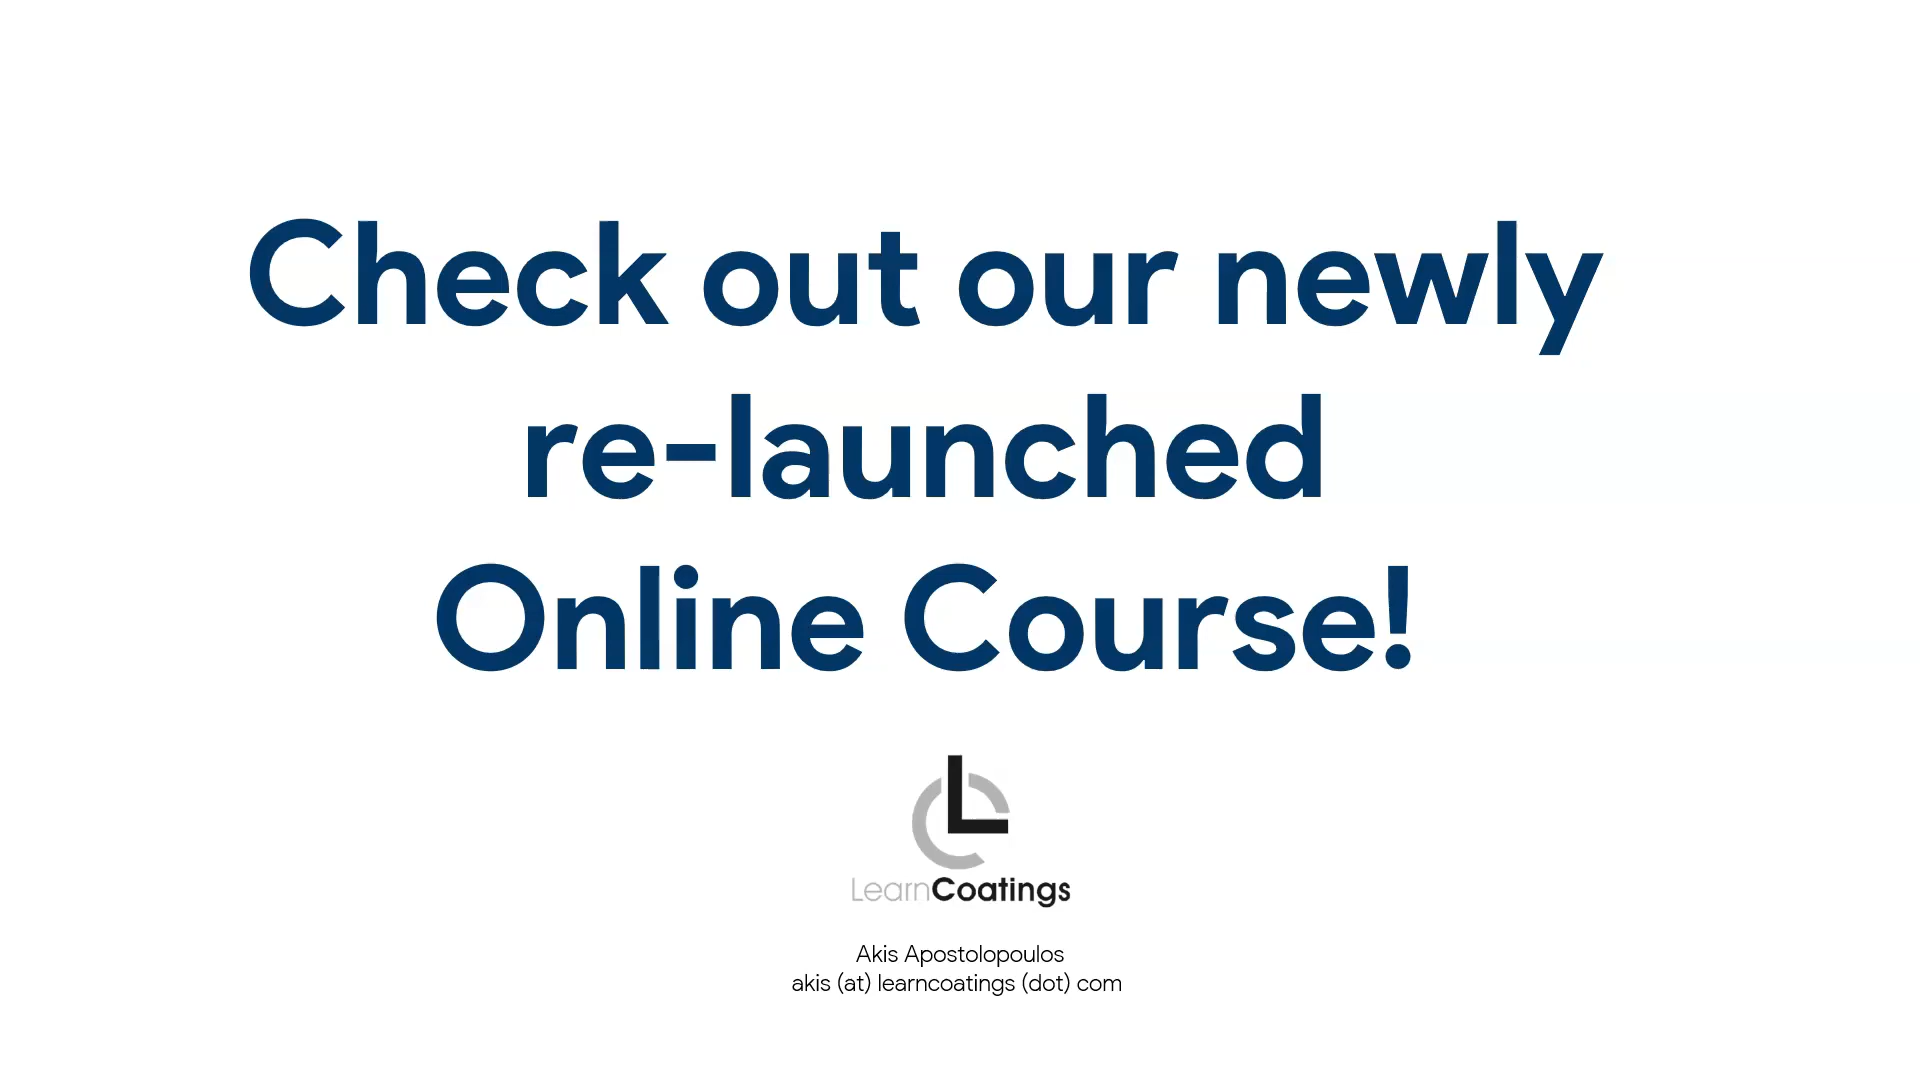 Check out our newly
re-launched
Online Course!
LearnCoatings
Akis Apostolopoulos
akis (at) learncoatings (dot) com